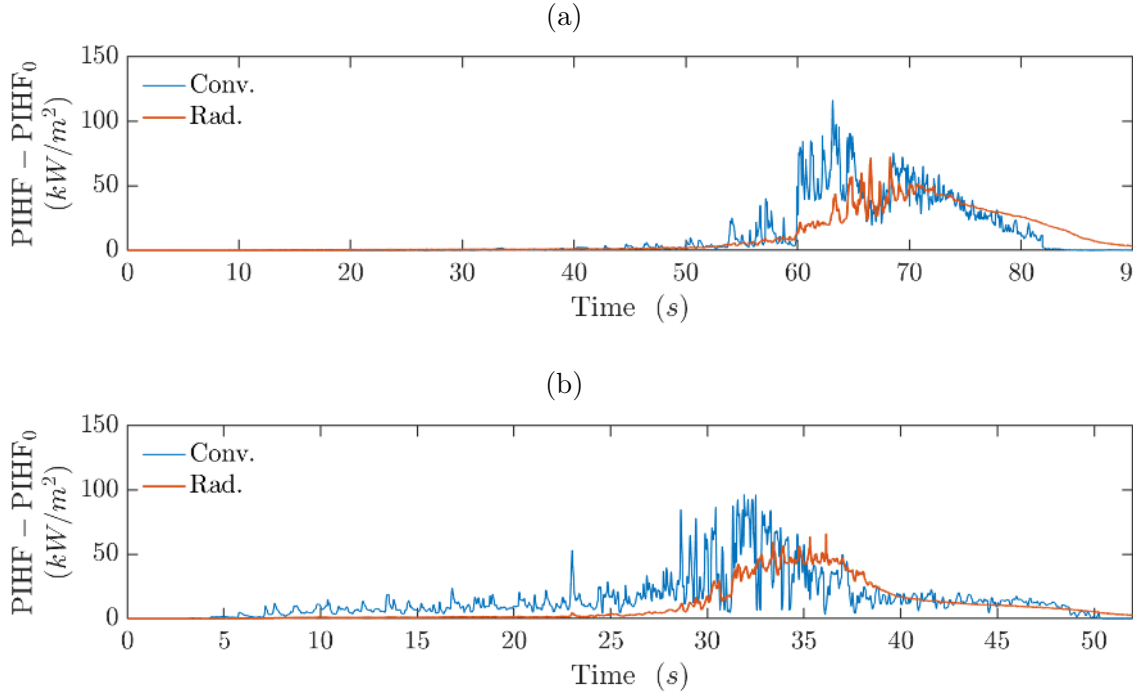 (a)
PIHF − PIHF₀
(kW/m²)
150
100
50
0
Conv.
Rad.
0 10 20 30 40 50 60 70 80 90
Time (s)
(b)
PIHF − PIHF₀
(kW/m²)
150
100
50
0
Conv.
Rad.
0 5 10 15 20 25 30 35 40 45 50
Time (s)